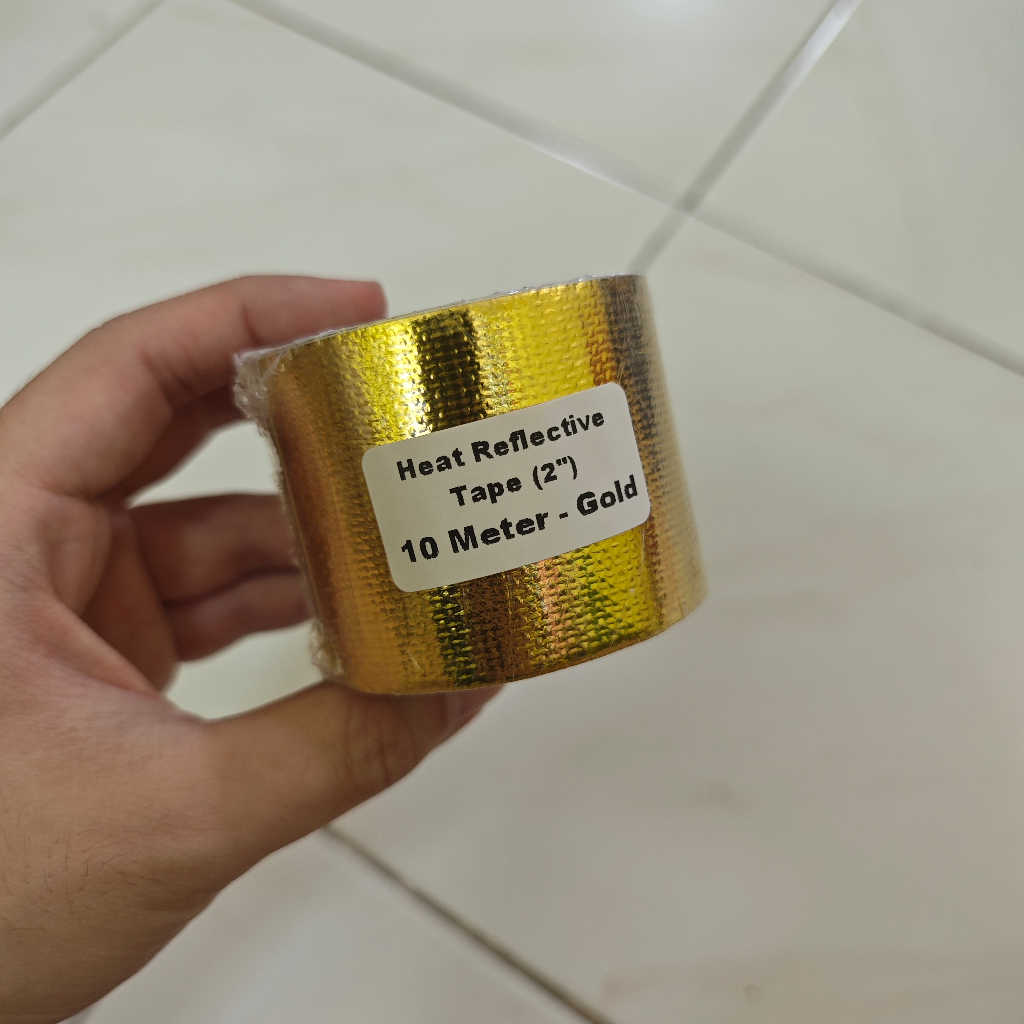 Heat Reflective
Tape (2")
10 Meter - Gold